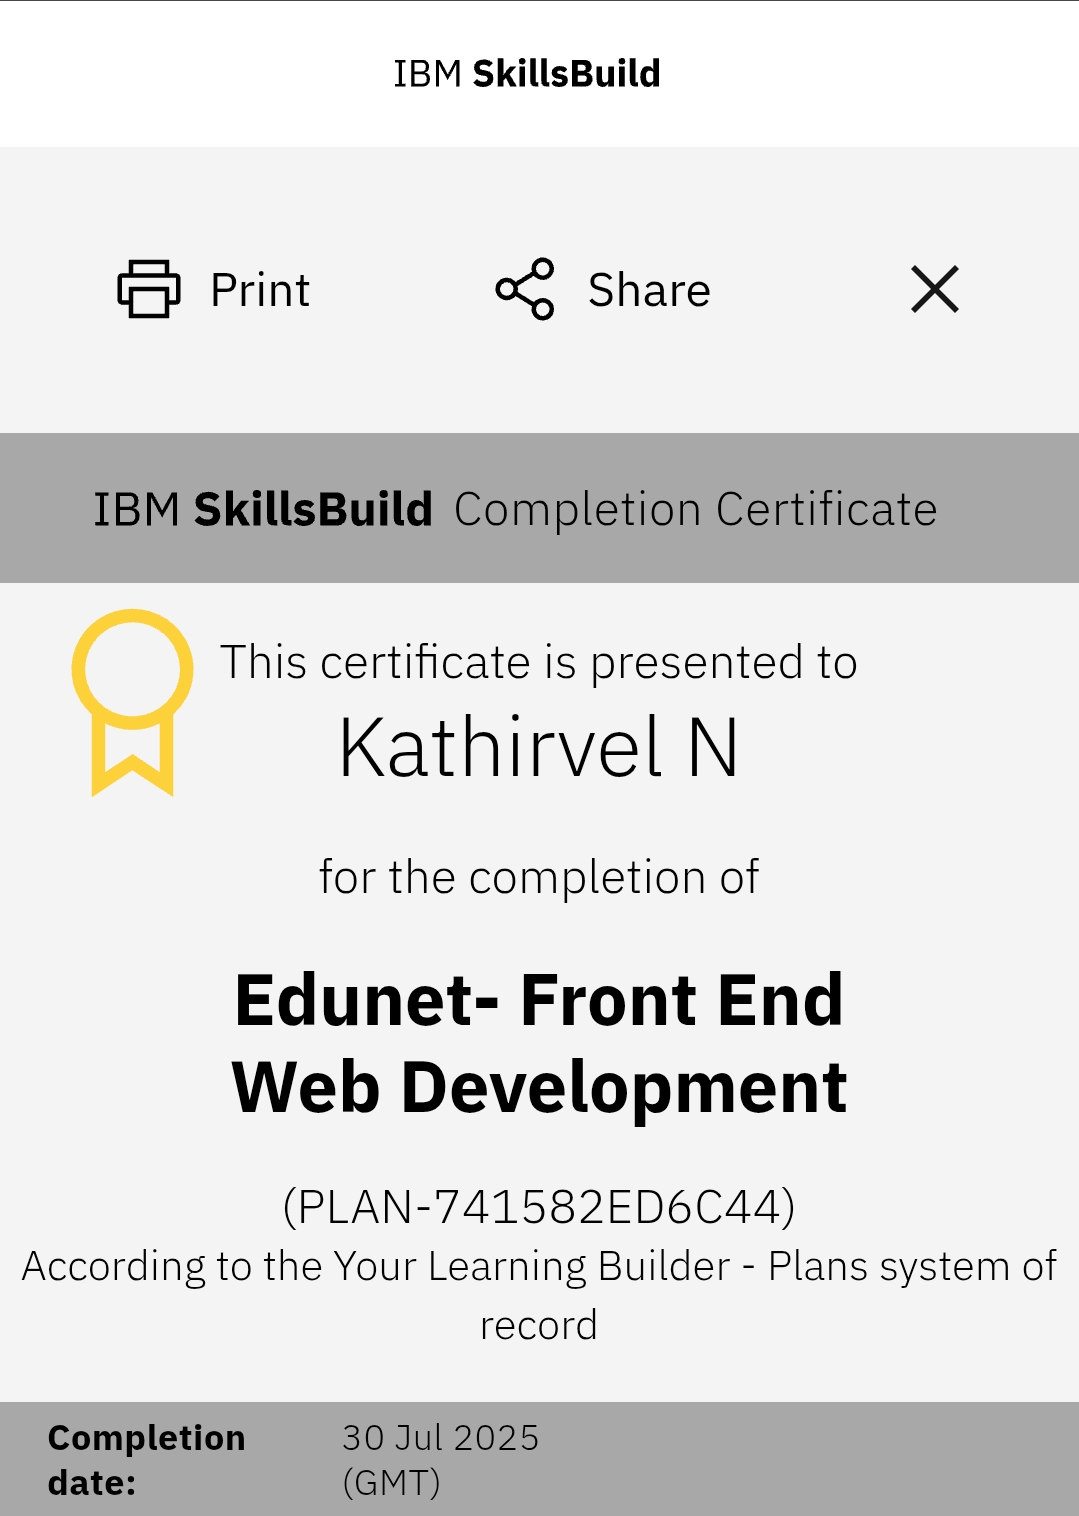 IBM SkillsBuild
Print
Share
IBM SkillsBuild Completion Certificate
This certificate is presented to
Kathirvel N
for the completion of
Edunet- Front End
Web Development
(PLAN-741582ED6C44)
According to the Your Learning Builder - Plans system of
record
Completion
date:
30 Jul 2025
(GMT)